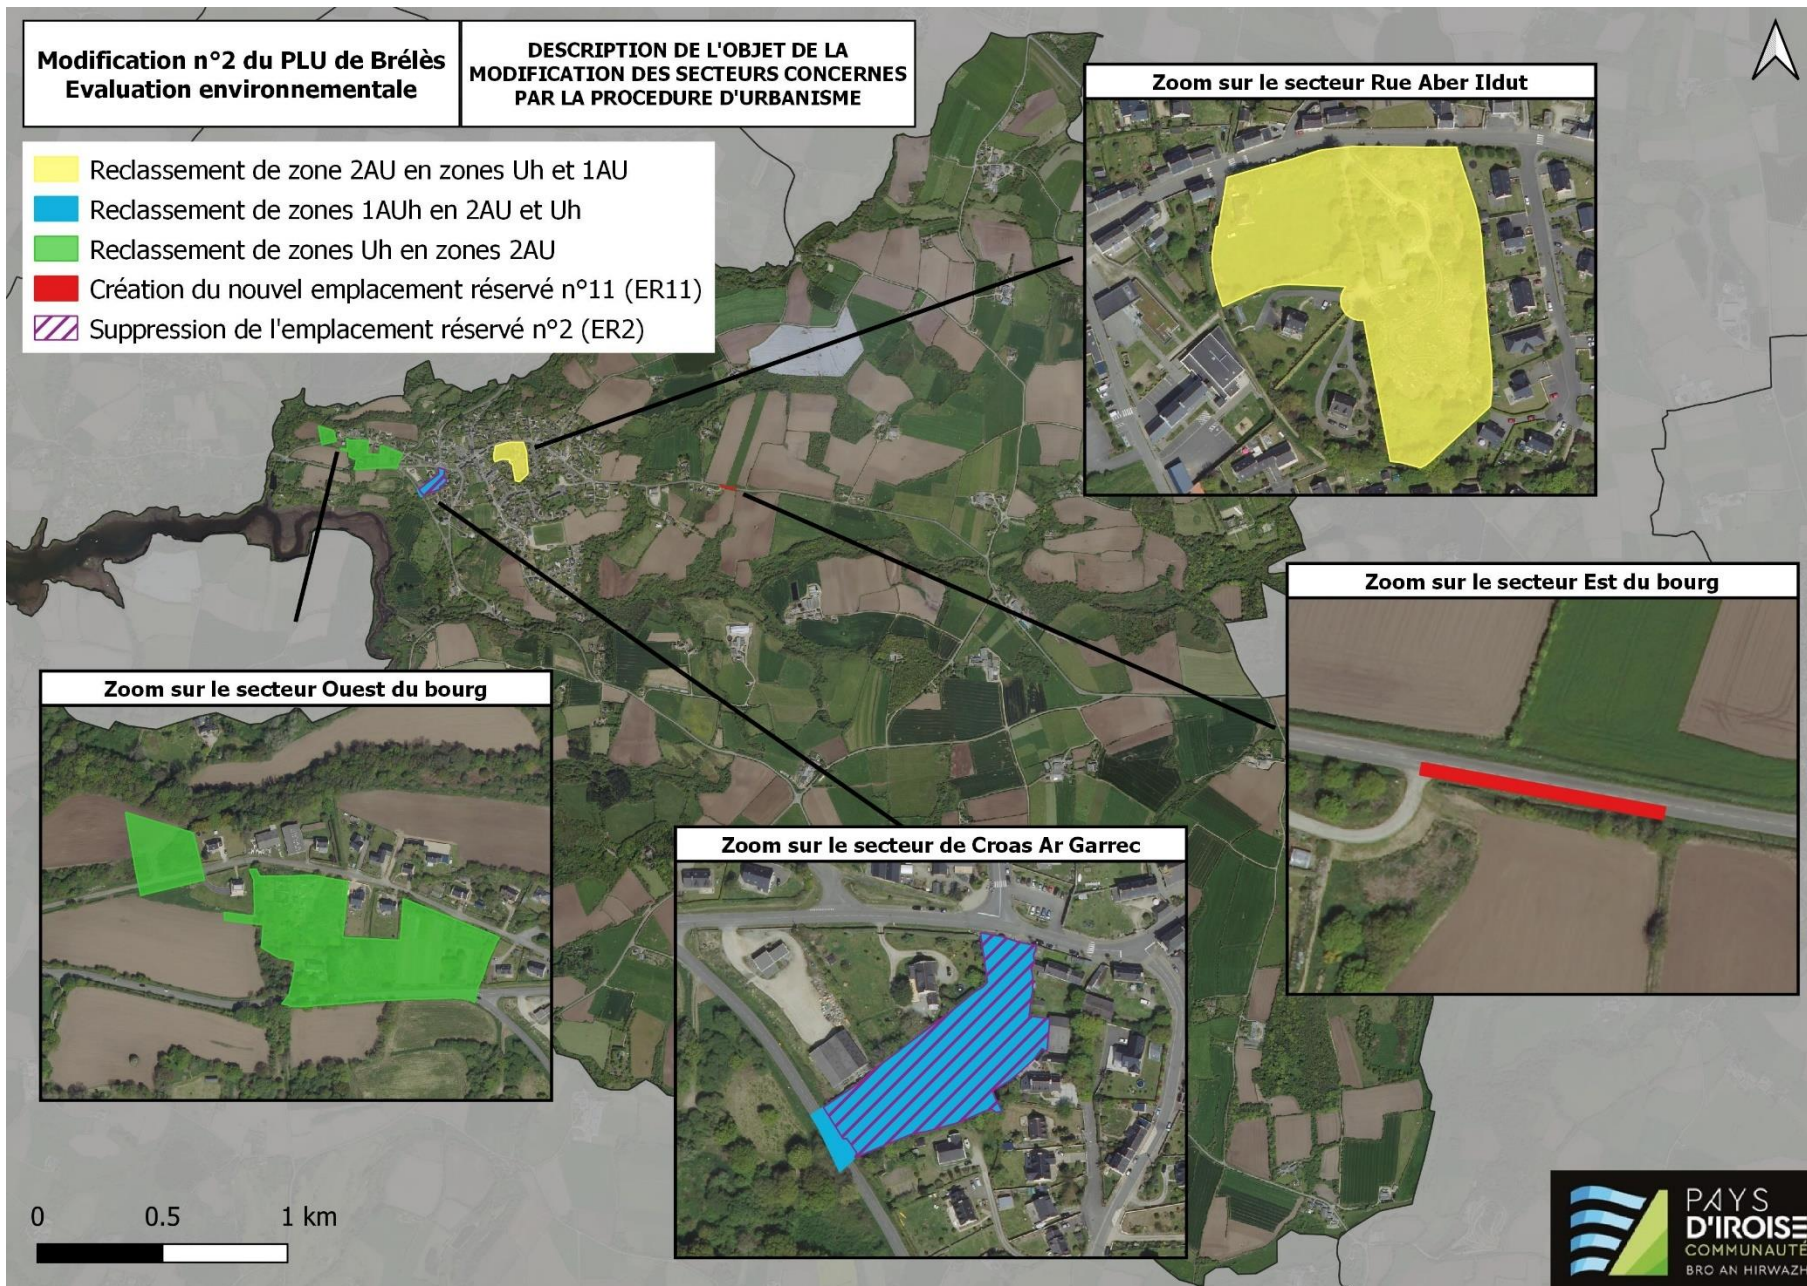 Modification n°2 du PLU de Brélès
Evaluation environnementale
DESCRIPTION DE L'OBJET DE LA
MODIFICATION DES SECTEURS CONCERNES
PAR LA PROCEDURE D'URBANISME
Reclassement de zone 2AU en zones Uh et 1AU
Reclassement de zones 1AUh en 2AU et Uh
Reclassement de zones Uh en zones 2AU
Création du nouvel emplacement réservé n°11 (ER11)
Suppression de l'emplacement réservé n°2 (ER2)
Zoom sur le secteur Rue Aber Ildut
Zoom sur le secteur Est du bourg
Zoom sur le secteur Ouest du bourg
Zoom sur le secteur de Croas Ar Garrec
0 0.5 1 km
PAYS
D'IROISE
COMMUNAUTÉ
BRO AN HIRWAZH